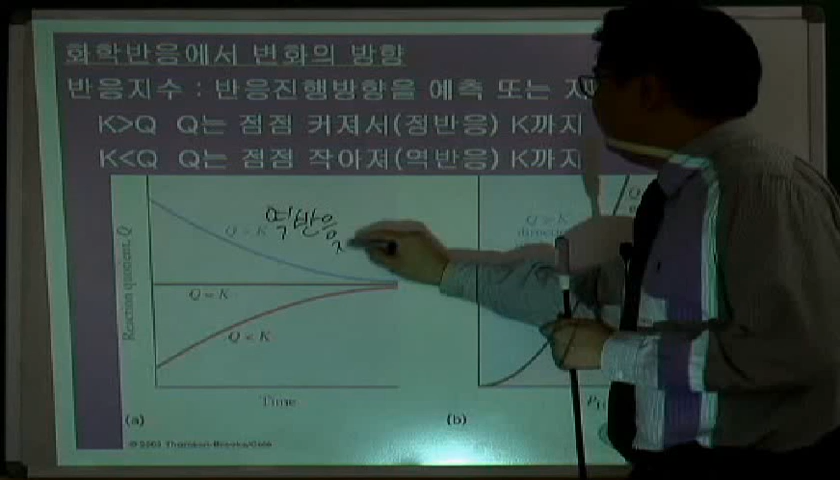 화학반응에서 변화의 방향
반응지수 : 반응진행방향을 예측 또는
K>Q Q는 점점 커져서(정반응) K까지
K<Q Q는 점점 작아져(역반응) K까지
Reaction quotient, Q
Q > K
역반응
Q = K
Q < K
Time
(a)
Q > K
(b)
© 2003 Thomson-Brooks/Cole